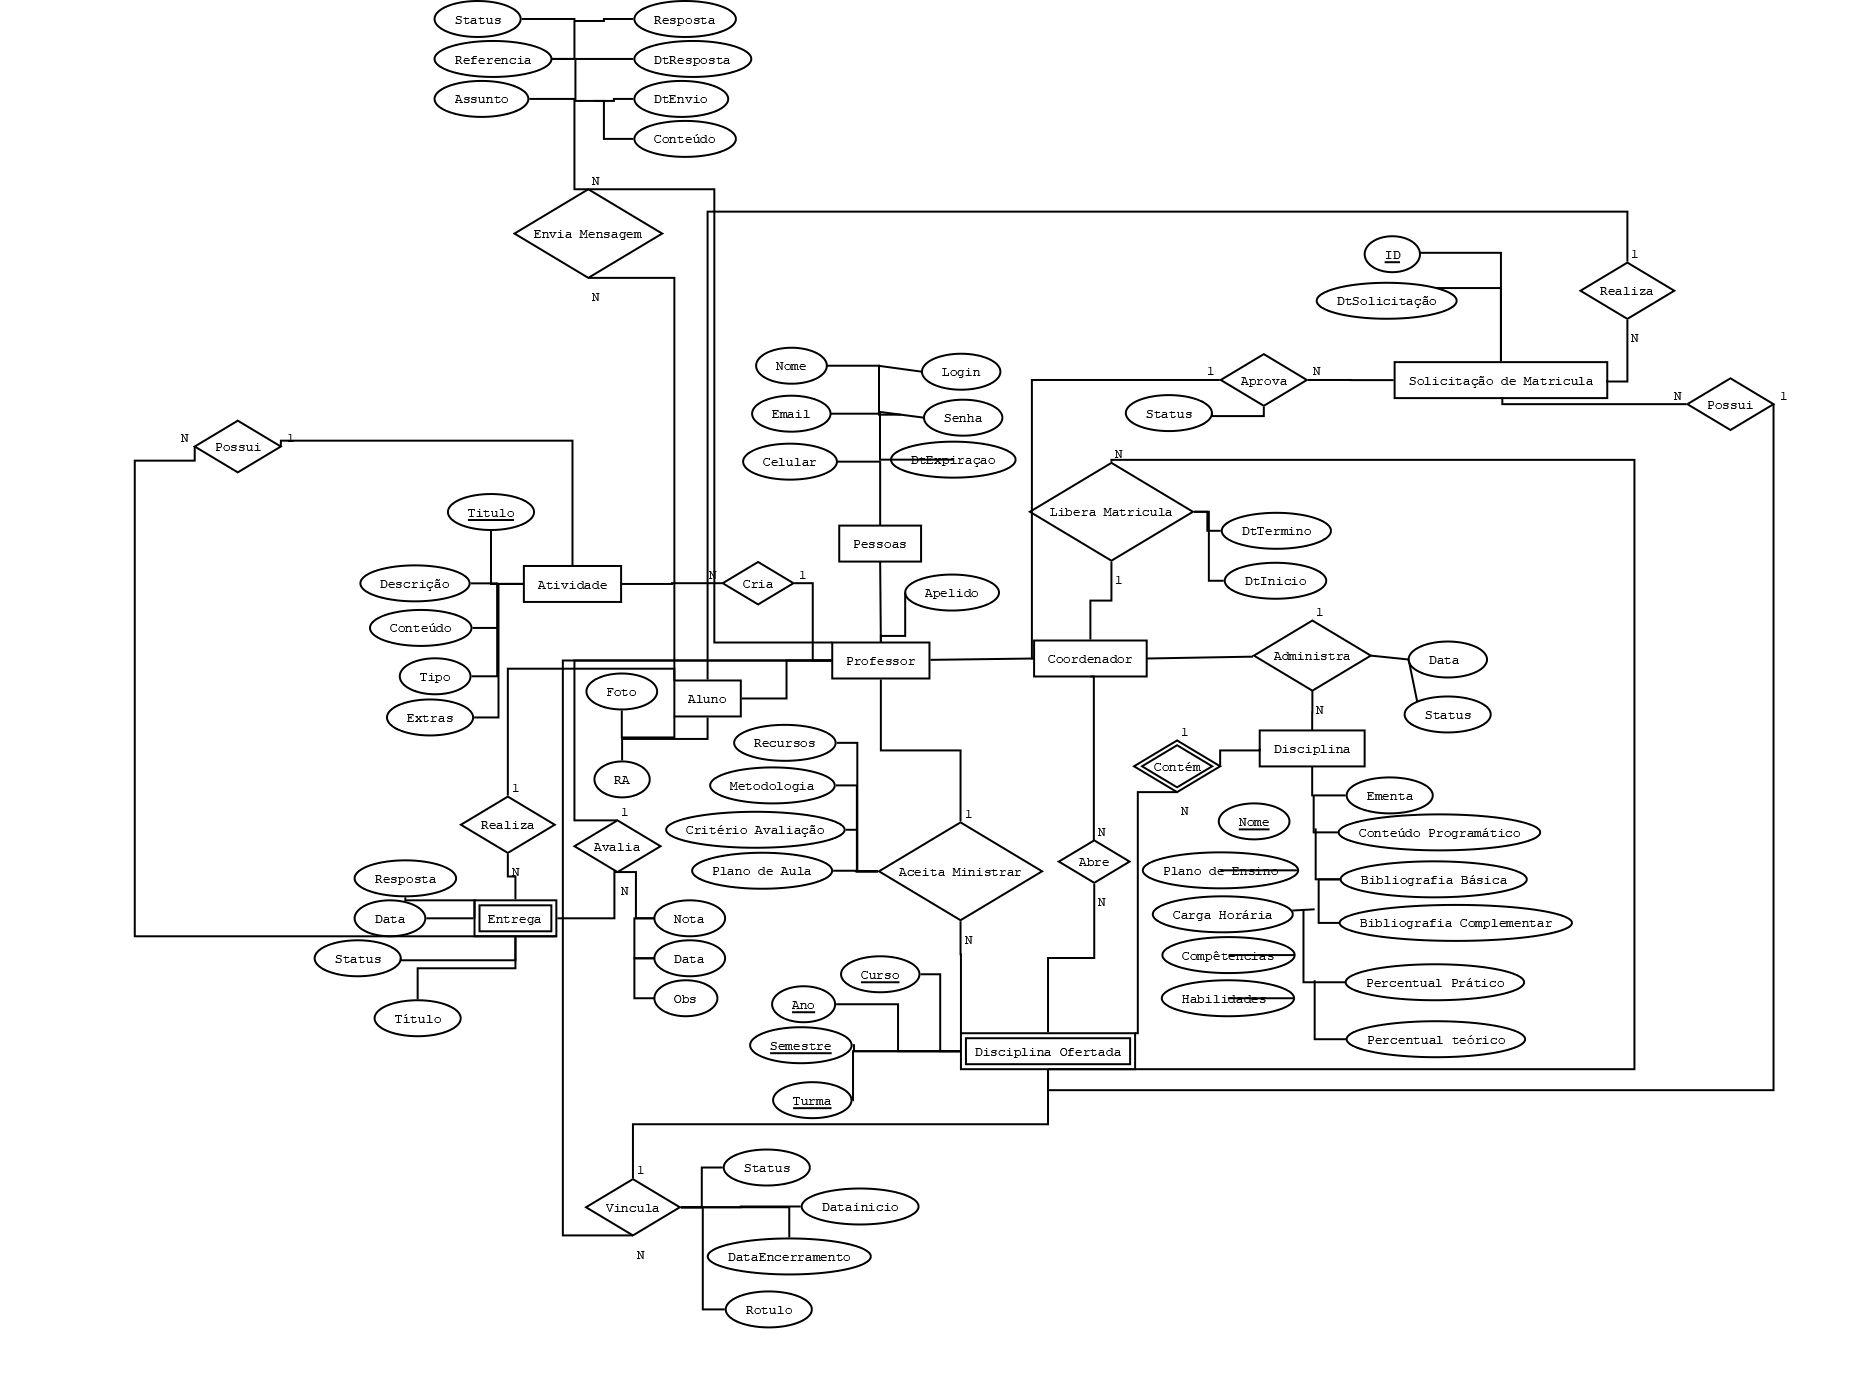 Status
Resposta
Referencia
DtResposta
Assunto
DtEnvio
Conteúdo
N
Envia Mensagem
N
ID
1
DtSolicitação
Realiza
N
Nome
Login
1
Aprova
N
Solicitação de Matricula
Email
Senha
Status
N
Possui
1
N
Possui
1
Celular
DtExpiraçao
N
Titulo
Libera Matricula
DtTermino
Pessoas
Descrição
Atividade
N
Cria
1
Apelido
1
DtInicio
Conteúdo
1
Tipo
Professor
Coordenador
Administra
Data
Foto
Aluno
Extras
N
Status
Recursos
1
Disciplina
RA
Metodologia
Contém
1
Ementa
Realiza
1
Critério Avaliação
1
N
Nome
Conteúdo Programático
Avalia
N
Resposta
N
N
Plano de Aula
Aceita Ministrar
Abre
Plano de Ensino
Bibliografia Básica
Data
Entrega
Nota
N
Carga Horária
Bibliografia Complementar
Status
Data
N
Competencias
Curso
Percentual Prático
Título
Obs
Ano
Habilidades
Semestre
Disciplina Ofertada
Percentual teórico
Turma
1
Status
Vincula
Datainicio
N
DataEncerramento
Rotulo